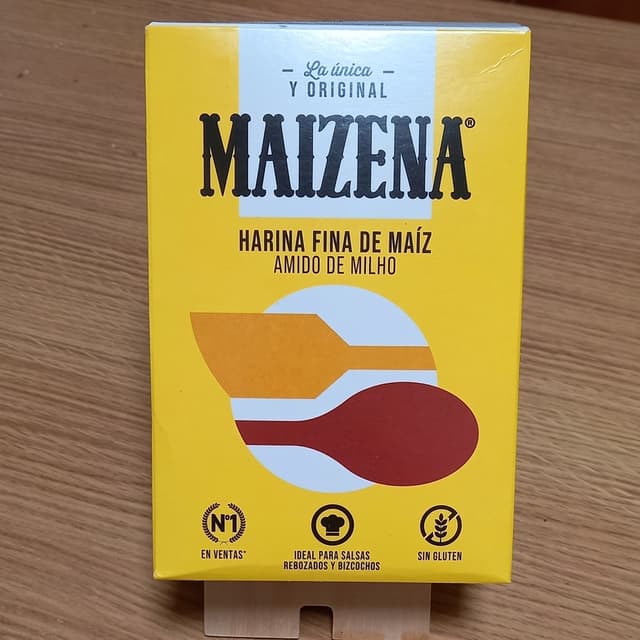 La única
Y ORIGINAL
MAIZENA®
HARINA FINA DE MAÍZ
AMIDO DE MILHO
Nº1
EN VENTAS*
IDEAL PARA SALSAS
REBOZADOS Y BIZCOCHOS
SIN GLUTEN